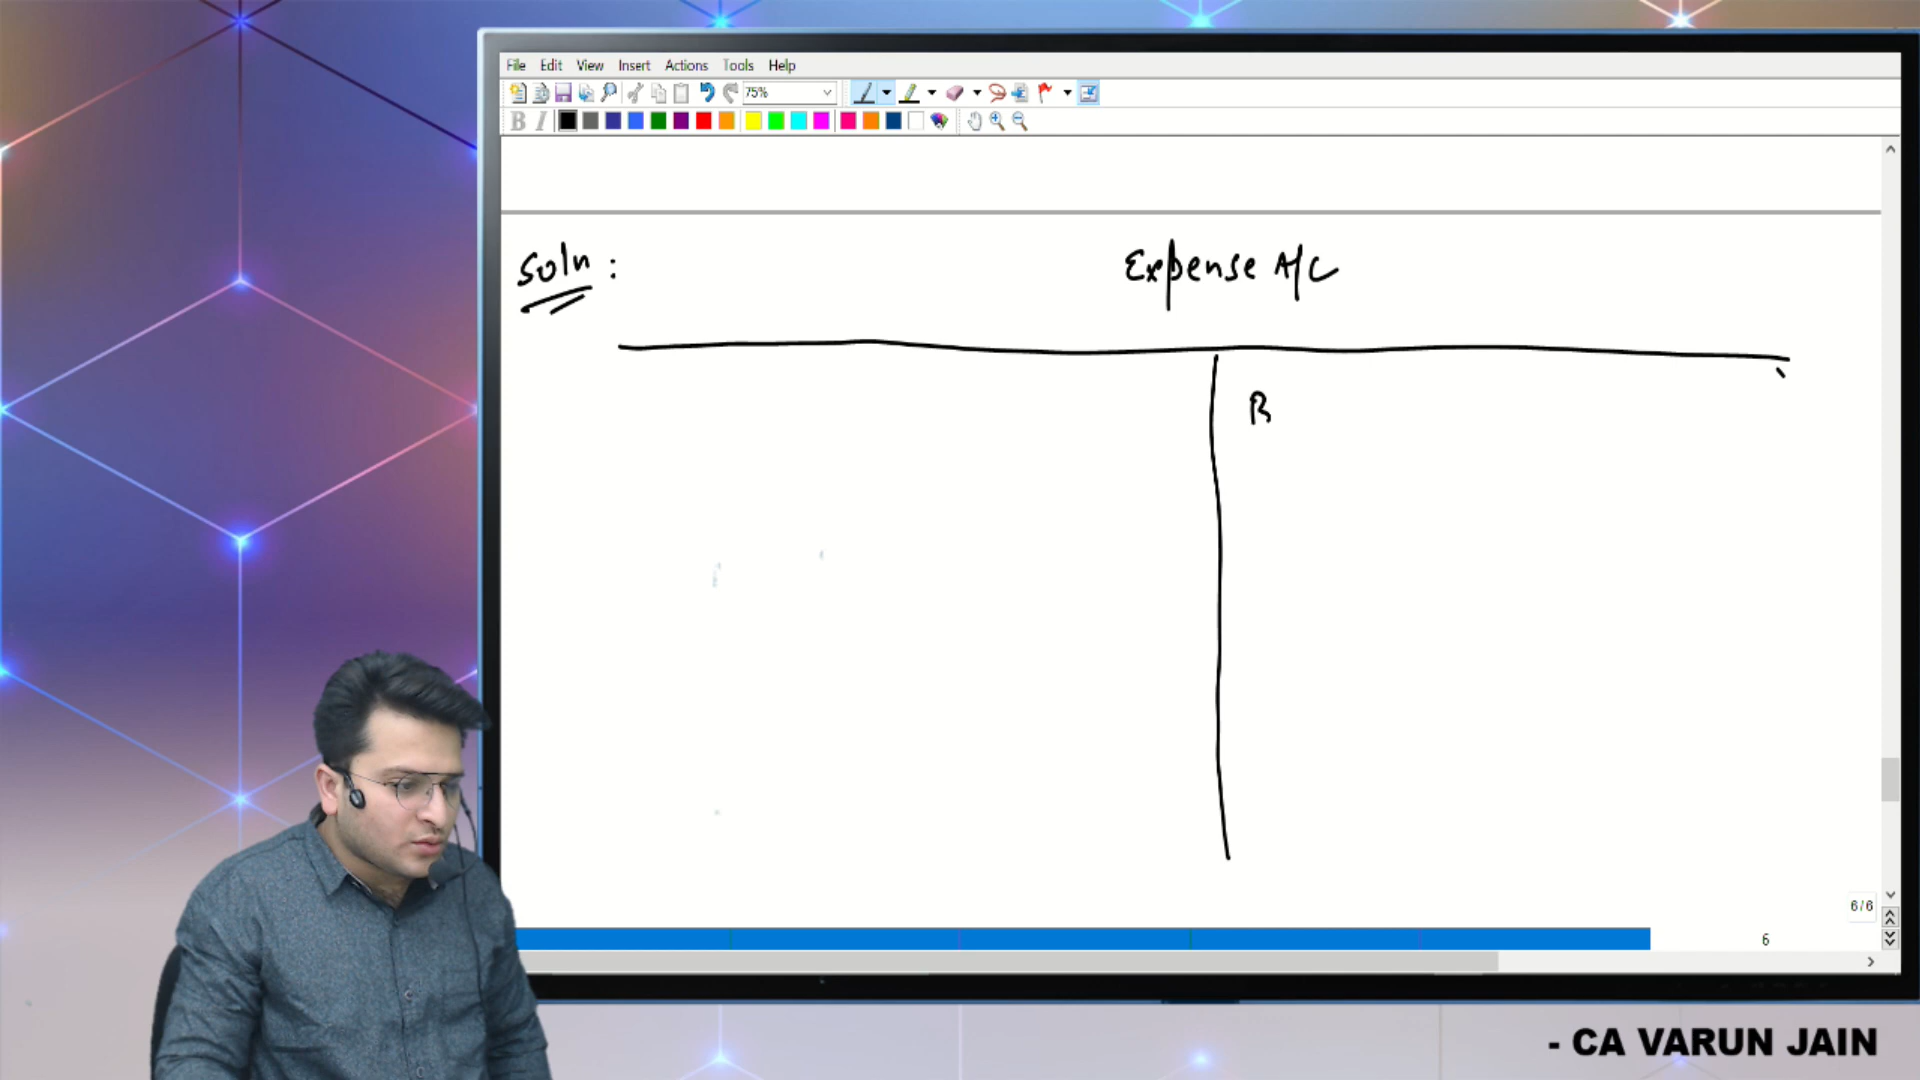 File Edit View Insert Actions Tools Help
75%
B I
Soln :
Expense A/C
B
6/6
6
- CA VARUN JAIN